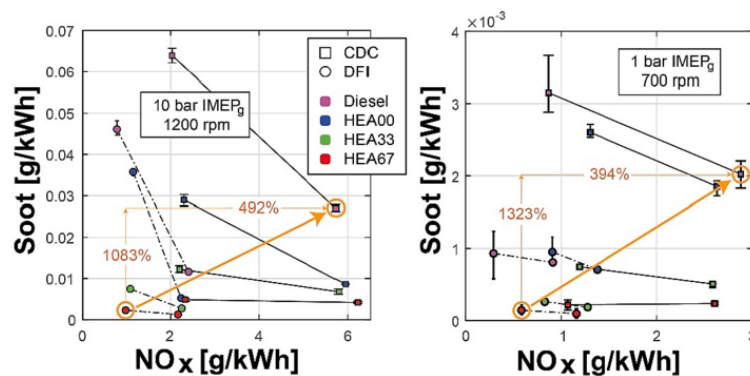 0.07
0.06
0.05
0.04
0.03
0.02
0.01
0
Soot [g/kWh]
10 bar IMEPg
1200 rpm
CDC
DFI
Diesel
HEA00
HEA33
HEA67
492%
1083%
0 2 4 6
NOx [g/kWh]
×10-3
4
3
2
1
0
Soot [g/kWh]
1 bar IMEPg
700 rpm
394%
1323%
0 1 2 3
NOx [g/kWh]